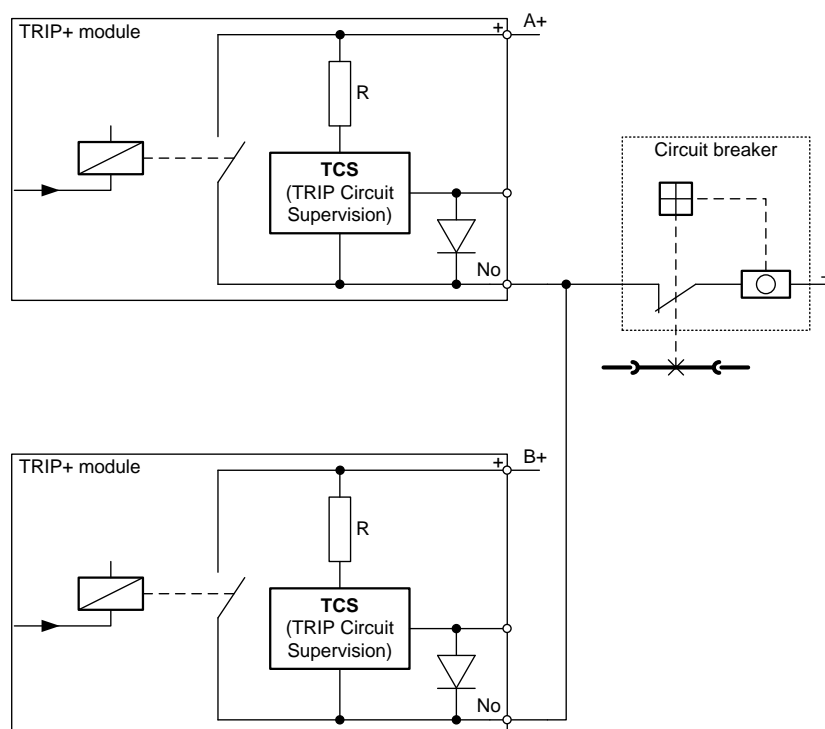 TRIP+ module
+
A+
R
TCS
(TRIP Circuit
Supervision)
No
Circuit breaker
-
TRIP+ module
+
B+
R
TCS
(TRIP Circuit
Supervision)
No